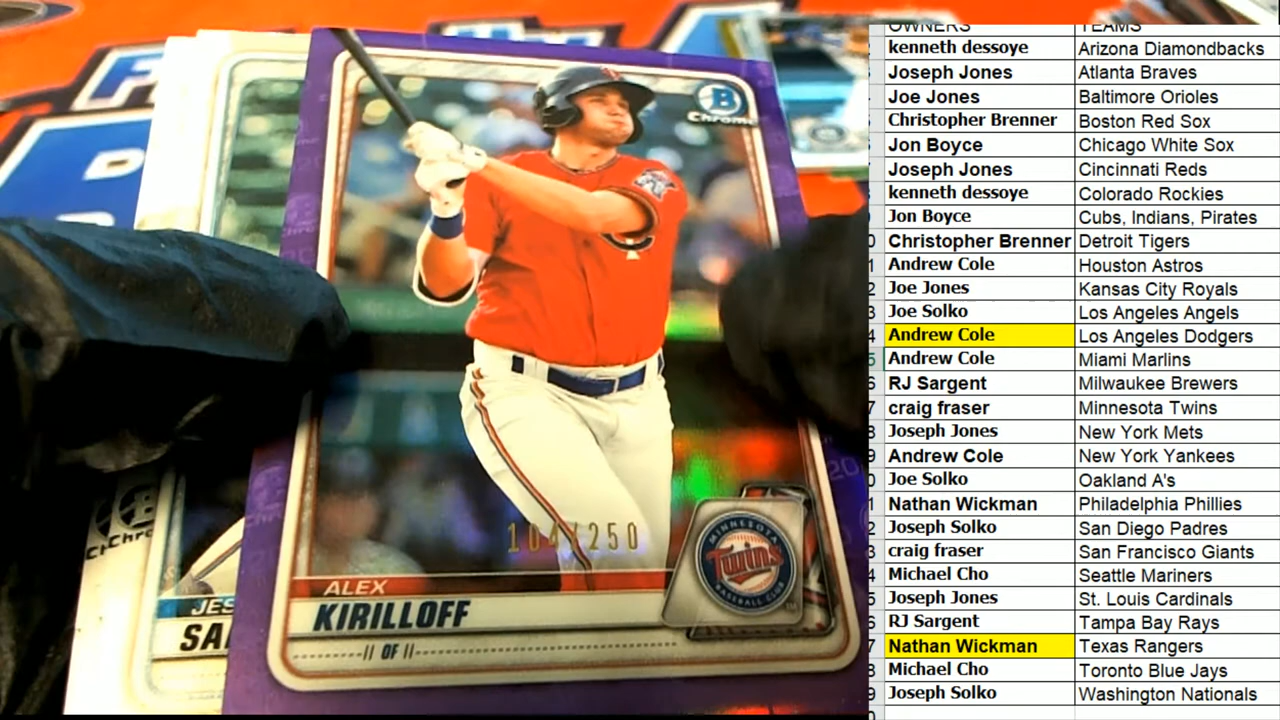 B
Chrome
104/250
MINNESOTA
Twins
BASEBALL CLUB
ALEX
KIRILLOFF
OF
JES
SA
OWNERS TEAMS
kenneth dessoye Arizona Diamondbacks
Joseph Jones Atlanta Braves
Joe Jones Baltimore Orioles
Christopher Brenner Boston Red Sox
Jon Boyce Chicago White Sox
Joseph Jones Cincinnati Reds
kenneth dessoye Colorado Rockies
Jon Boyce Cubs, Indians, Pirates
Christopher Brenner Detroit Tigers
Andrew Cole Houston Astros
Joe Jones Kansas City Royals
Joe Solko Los Angeles Angels
Andrew Cole Los Angeles Dodgers
Andrew Cole Miami Marlins
RJ Sargent Milwaukee Brewers
craig fraser Minnesota Twins
Joseph Jones New York Mets
Andrew Cole New York Yankees
Joe Solko Oakland A's
Nathan Wickman Philadelphia Phillies
Joseph Solko San Diego Padres
craig fraser San Francisco Giants
Michael Cho Seattle Mariners
Joseph Jones St. Louis Cardinals
RJ Sargent Tampa Bay Rays
Nathan Wickman Texas Rangers
Michael Cho Toronto Blue Jays
Joseph Solko Washington Nationals